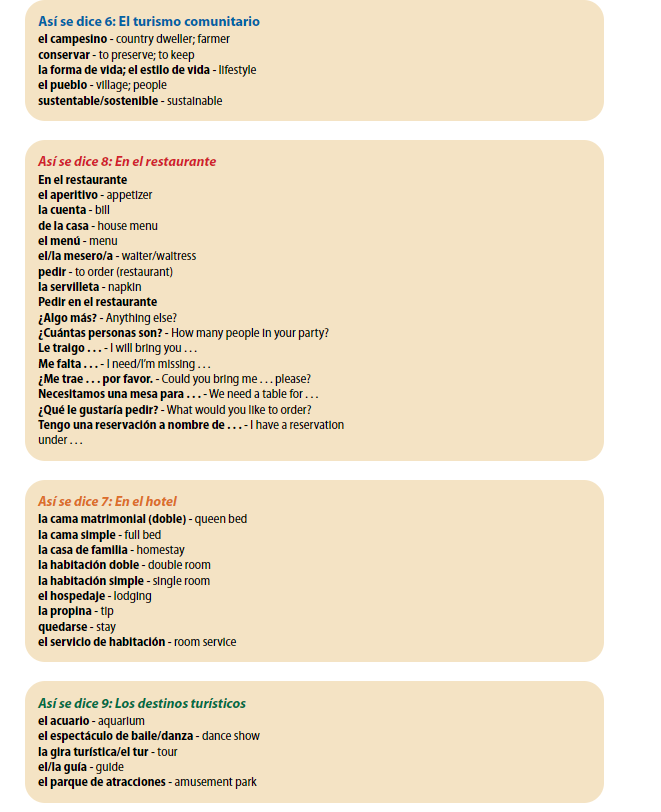 Así se dice 6: El turismo comunitario
el campesino - country dweller; farmer
conservar - to preserve; to keep
la forma de vida; el estilo de vida - lifestyle
el pueblo - village; people
sustentable/sostenible - sustainable
Así se dice 8: En el restaurante
En el restaurante
el aperitivo - appetizer
la cuenta - bill
de la casa - house menu
el menú - menu
el/la mesero/a - waiter/waitress
pedir - to order (restaurant)
la servilleta - napkin
Pedir en el restaurante
¿Algo más? - Anything else?
¿Cuántas personas son? - How many people in your party?
Le traigo . . . - I will bring you . . .
Me falta . . . - I need/I'm missing . . .
¿Me trae . . . por favor. - Could you bring me . . . please?
Necesitamos una mesa para . . . - We need a table for . . .
¿Qué le gustaría pedir? - What would you like to order?
Tengo una reservación a nombre de . . . - I have a reservation
under . . .
Así se dice 7: En el hotel
la cama matrimonial (doble) - queen bed
la cama simple - full bed
la casa de familia - homestay
la habitación doble - double room
la habitación simple - single room
el hospedaje - lodging
la propina - tip
quedarse - stay
el servicio de habitación - room service
Así se dice 9: Los destinos turísticos
el acuario - aquarium
el espectáculo de baile/danza - dance show
la gira turística/el tur - tour
el/la guía - guide
el parque de atracciones - amusement park